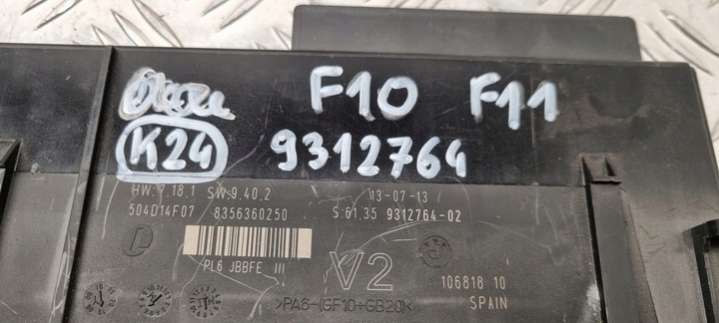 F10 F11
K24 9312764
HW:9.18.1 SW:9.40.2 13-07-13
504D14F07 8356360250 S 61.35 9312764-02
PL6 JBBFE III
V2
106818 10
>PA6-(GF10+GB20)< SPAIN